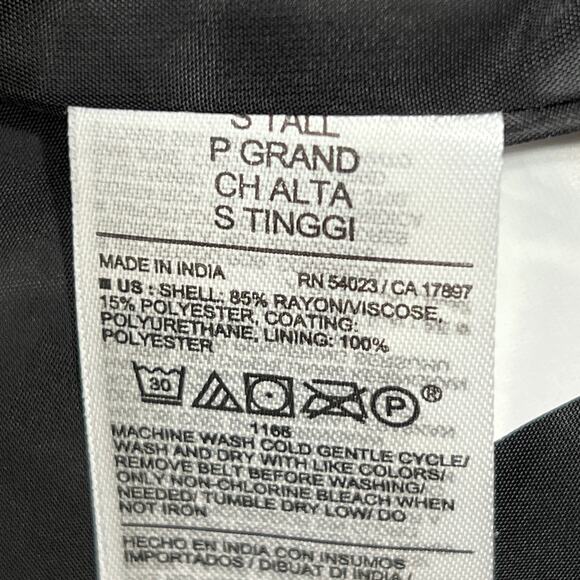 S TALL
P GRAND
CH ALTA
S TINGGI
MADE IN INDIA RN 54023 / CA 17897
■ US : SHELL: 85% RAYON/VISCOSE,
15% POLYESTER, COATING:
POLYURETHANE, LINING: 100%
POLYESTER
30 P ®
1168
MACHINE WASH COLD GENTLE CYCLE/
WASH AND DRY WITH LIKE COLORS/
REMOVE BELT BEFORE WASHING/
ONLY NON-CHLORINE BLEACH WHEN
NEEDED/ TUMBLE DRY LOW/ DO
NOT IRON
HECHO EN INDIA CON INSUMOS
IMPORTADOS / DIBUAT DI INDIA /